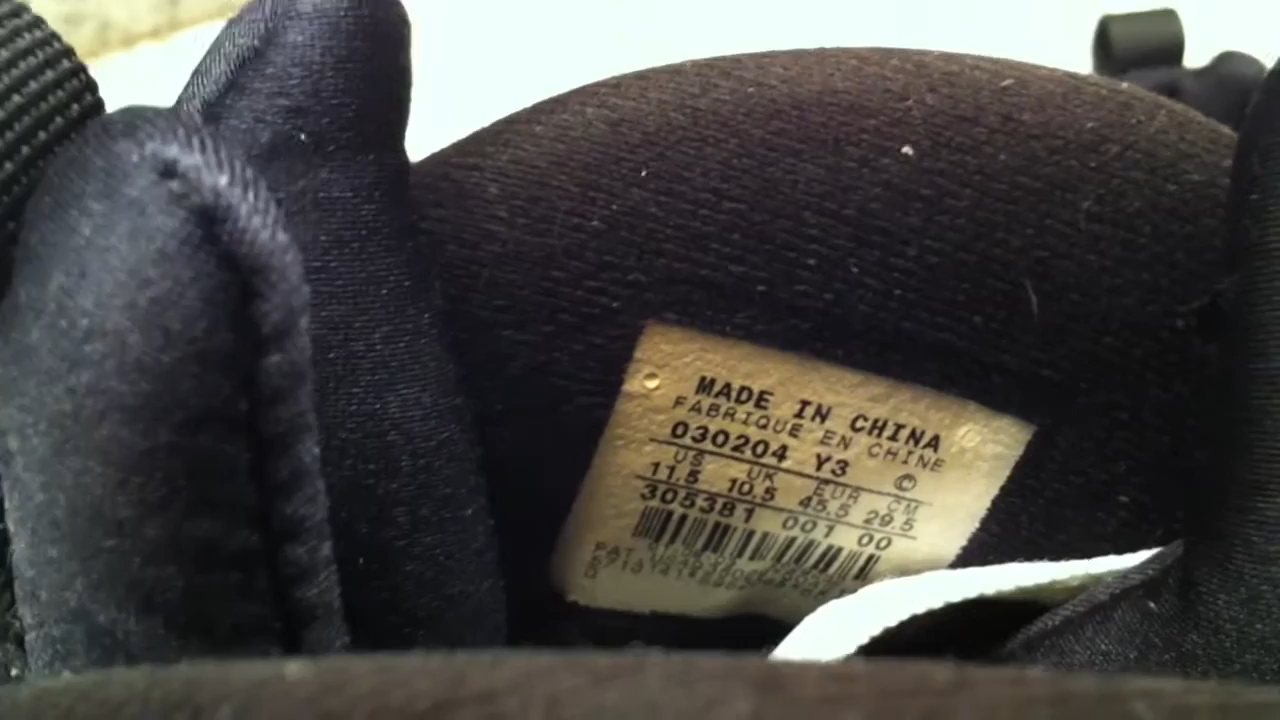 MADE IN CHINA
FABRIQUE EN CHINE
030204 Y3 ©
US UK EUR CM
11.5 10.5 45.5 29.5
305381 001 00